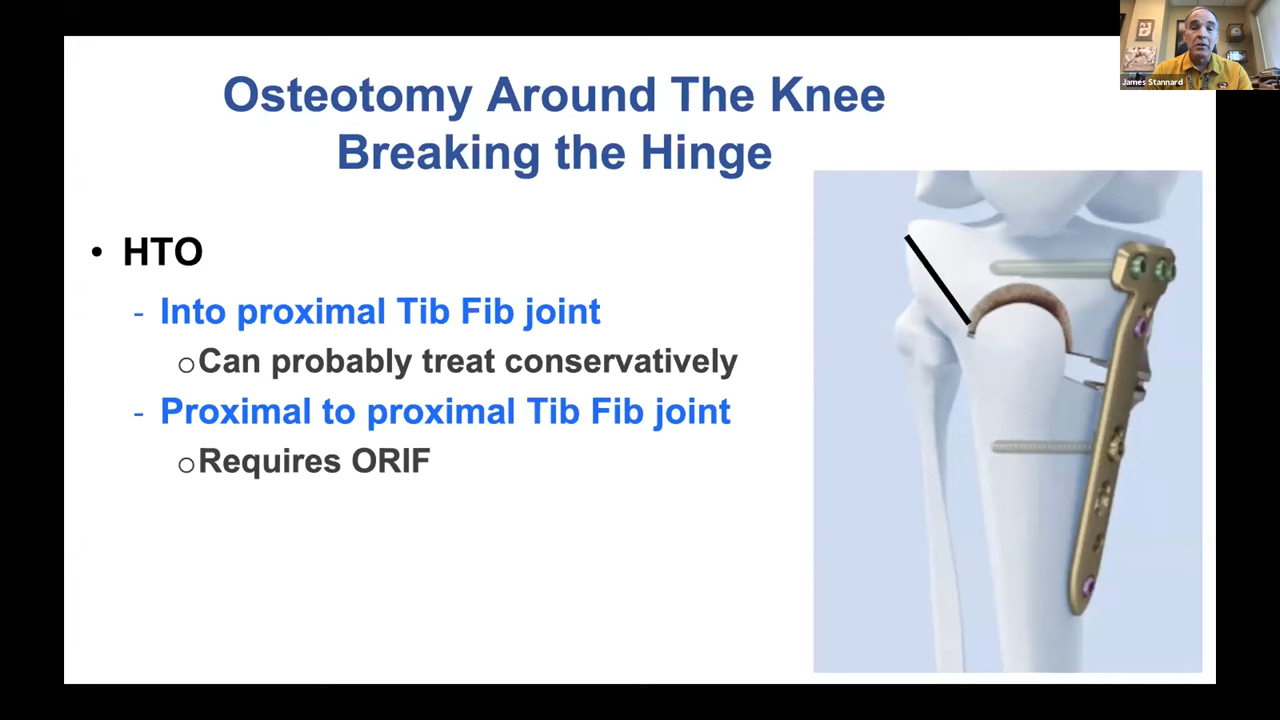 Osteotomy Around The Knee
Breaking the Hinge
James Stannard
• HTO
- Into proximal Tib Fib joint
○Can probably treat conservatively
- Proximal to proximal Tib Fib joint
○Requires ORIF